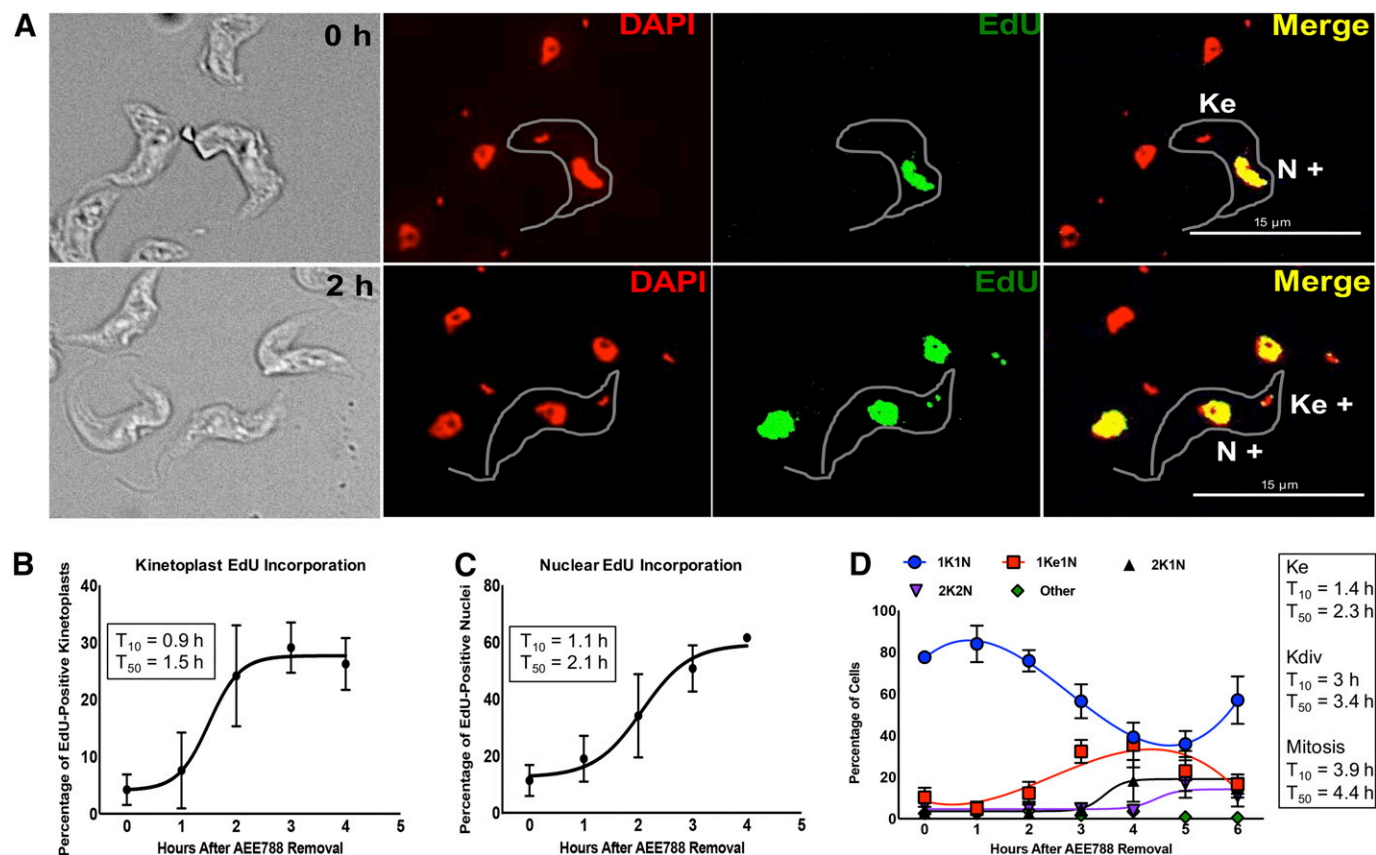 A
0 h
DAPI
EdU
Merge
Ke
N +
15 µm
2 h
DAPI
EdU
Merge
Ke +
N +
15 µm
B
Kinetoplast EdU Incorporation
Percentage of EdU-Positive Kinetoplasts
40
30
20
10
0
T10 = 0.9 h
T50 = 1.5 h
0 1 2 3 4 5
Hours After AEE788 Removal
C
Nuclear EdU Incorporation
Percentage of EdU-Positive Nuclei
80
60
40
20
0
T10 = 1.1 h
T50 = 2.1 h
0 1 2 3 4 5
Hours After AEE788 Removal
D
1K1N 1Ke1N 2K1N
2K2N Other
Percentage of Cells
100
80
60
40
20
0
0 1 2 3 4 5 6
Hours After AEE788 Removal
Ke
T10 = 1.4 h
T50 = 2.3 h
Kdiv
T10 = 3 h
T50 = 3.4 h
Mitosis
T10 = 3.9 h
T50 = 4.4 h